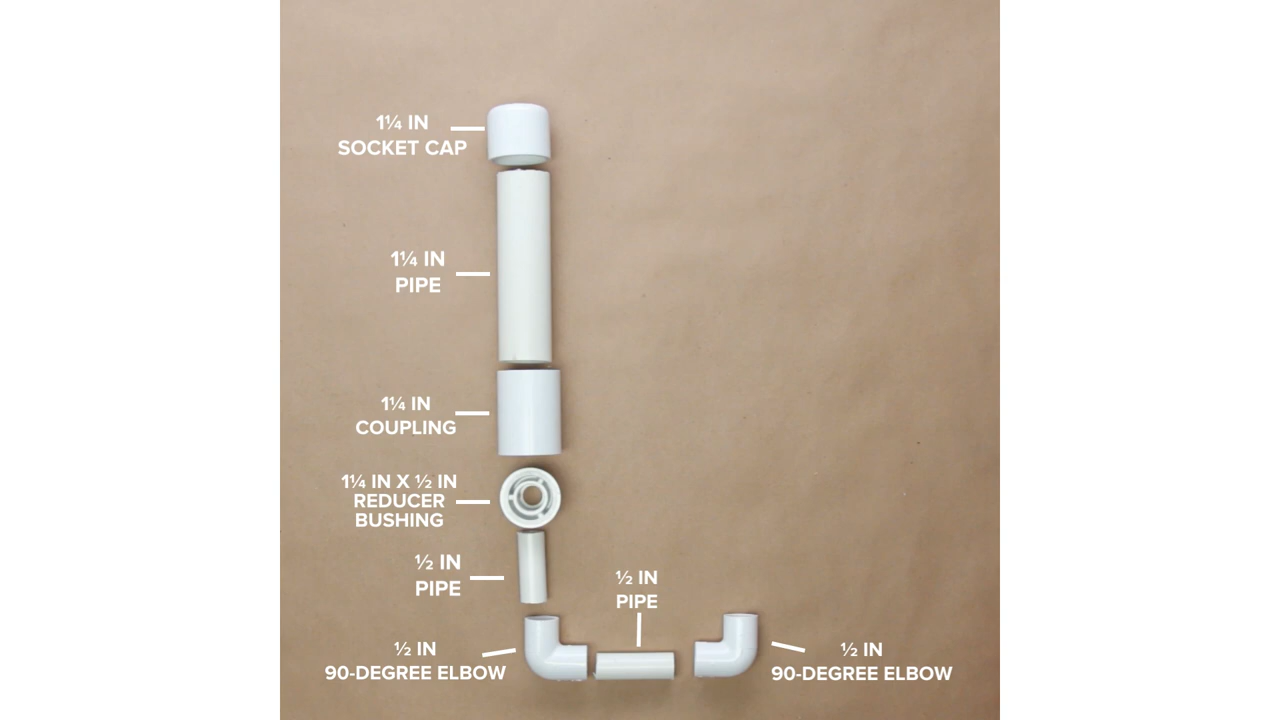 1¼ IN
SOCKET CAP
1¼ IN
PIPE
1¼ IN
COUPLING
1¼ IN X ½ IN
REDUCER
BUSHING
½ IN
PIPE
½ IN
PIPE
½ IN
90-DEGREE ELBOW
½ IN
90-DEGREE ELBOW